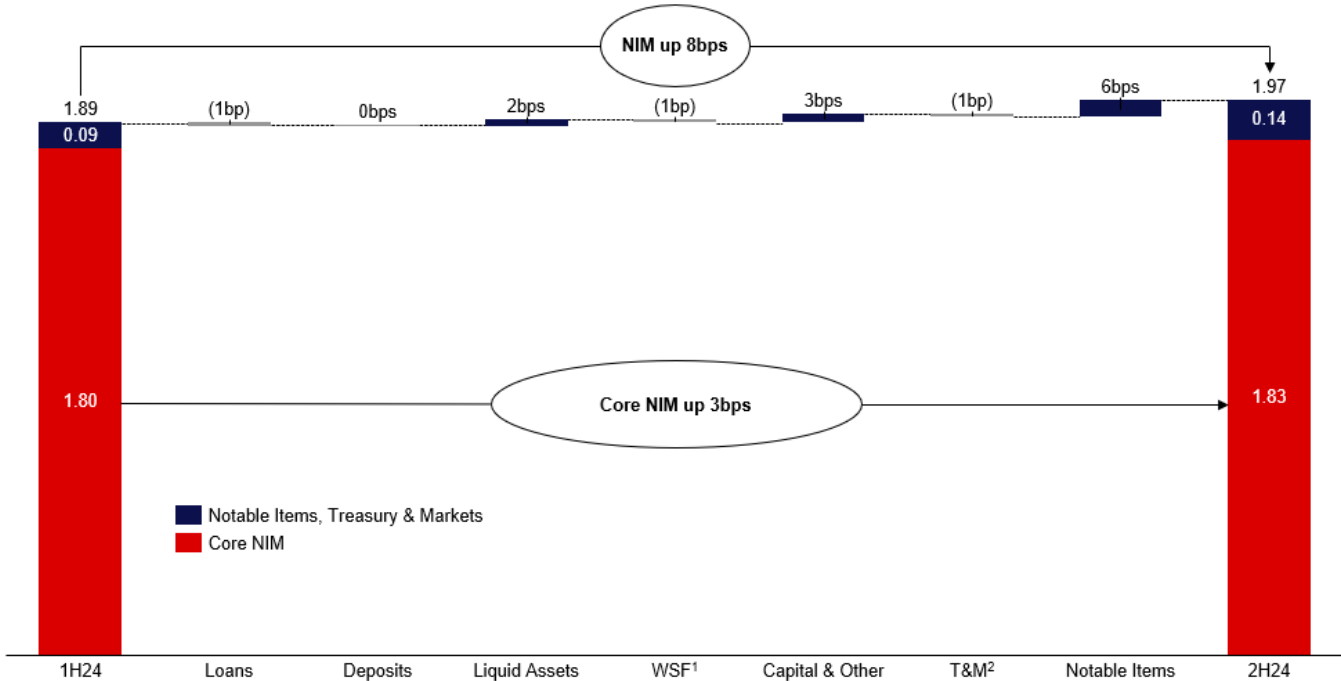 NIM up 8bps
1.89
(1bp)
0bps
2bps
(1bp)
3bps
(1bp)
6bps
1.97
0.09
0.14
1.80
Core NIM up 3bps
1.83
Notable Items, Treasury & Markets
Core NIM
1H24
Loans
Deposits
Liquid Assets
WSF¹
Capital & Other
T&M²
Notable Items
2H24